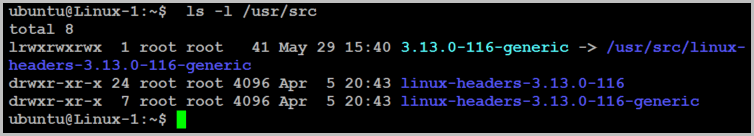 ubuntu@Linux-1:~$  ls -l /usr/src
total 8
lrwxrwxrwx  1 root root   41 May 29 15:40 3.13.0-116-generic -> /usr/src/linux-
headers-3.13.0-116-generic
drwxr-xr-x 24 root root 4096 Apr  5 20:43 linux-headers-3.13.0-116
drwxr-xr-x  7 root root 4096 Apr  5 20:43 linux-headers-3.13.0-116-generic
ubuntu@Linux-1:~$